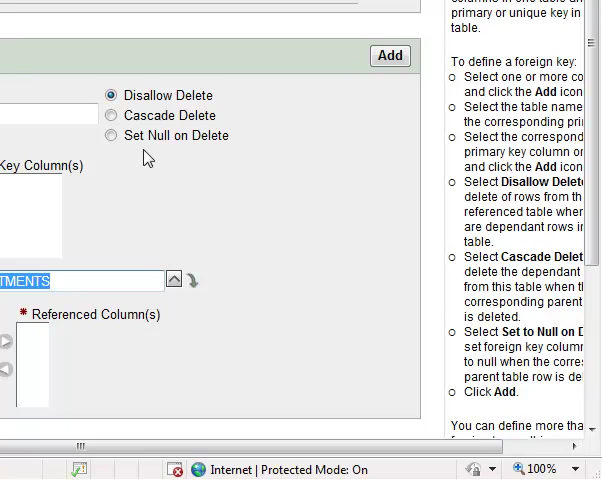 columns in one table and
primary or unique key in
table.
Add
To define a foreign key:
Select one or more co
and click the Add icon
Select the table name
the corresponding pri
Select the correspond
primary key column or
and click the Add icon
Select Disallow Delet
delete of rows from th
referenced table wher
are dependant rows in
table.
Select Cascade Delet
delete the dependant
from this table when th
corresponding parent
is deleted.
Select Set to Null on D
set foreign key column
to null when the corres
parent table row is de
Click Add.
You can define more tha
Disallow Delete
Cascade Delete
Set Null on Delete
Key Column(s)
TMENTS
* Referenced Column(s)
Internet | Protected Mode: On
100%